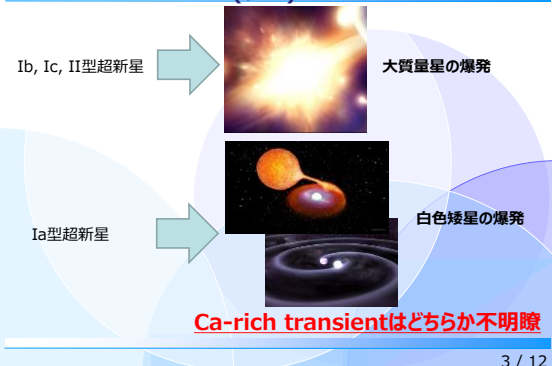 Ib, Ic, II型超新星
大質量星の爆発
Ia型超新星
白色矮星の爆発
Ca-rich transientはどちらか不明瞭
3 / 12